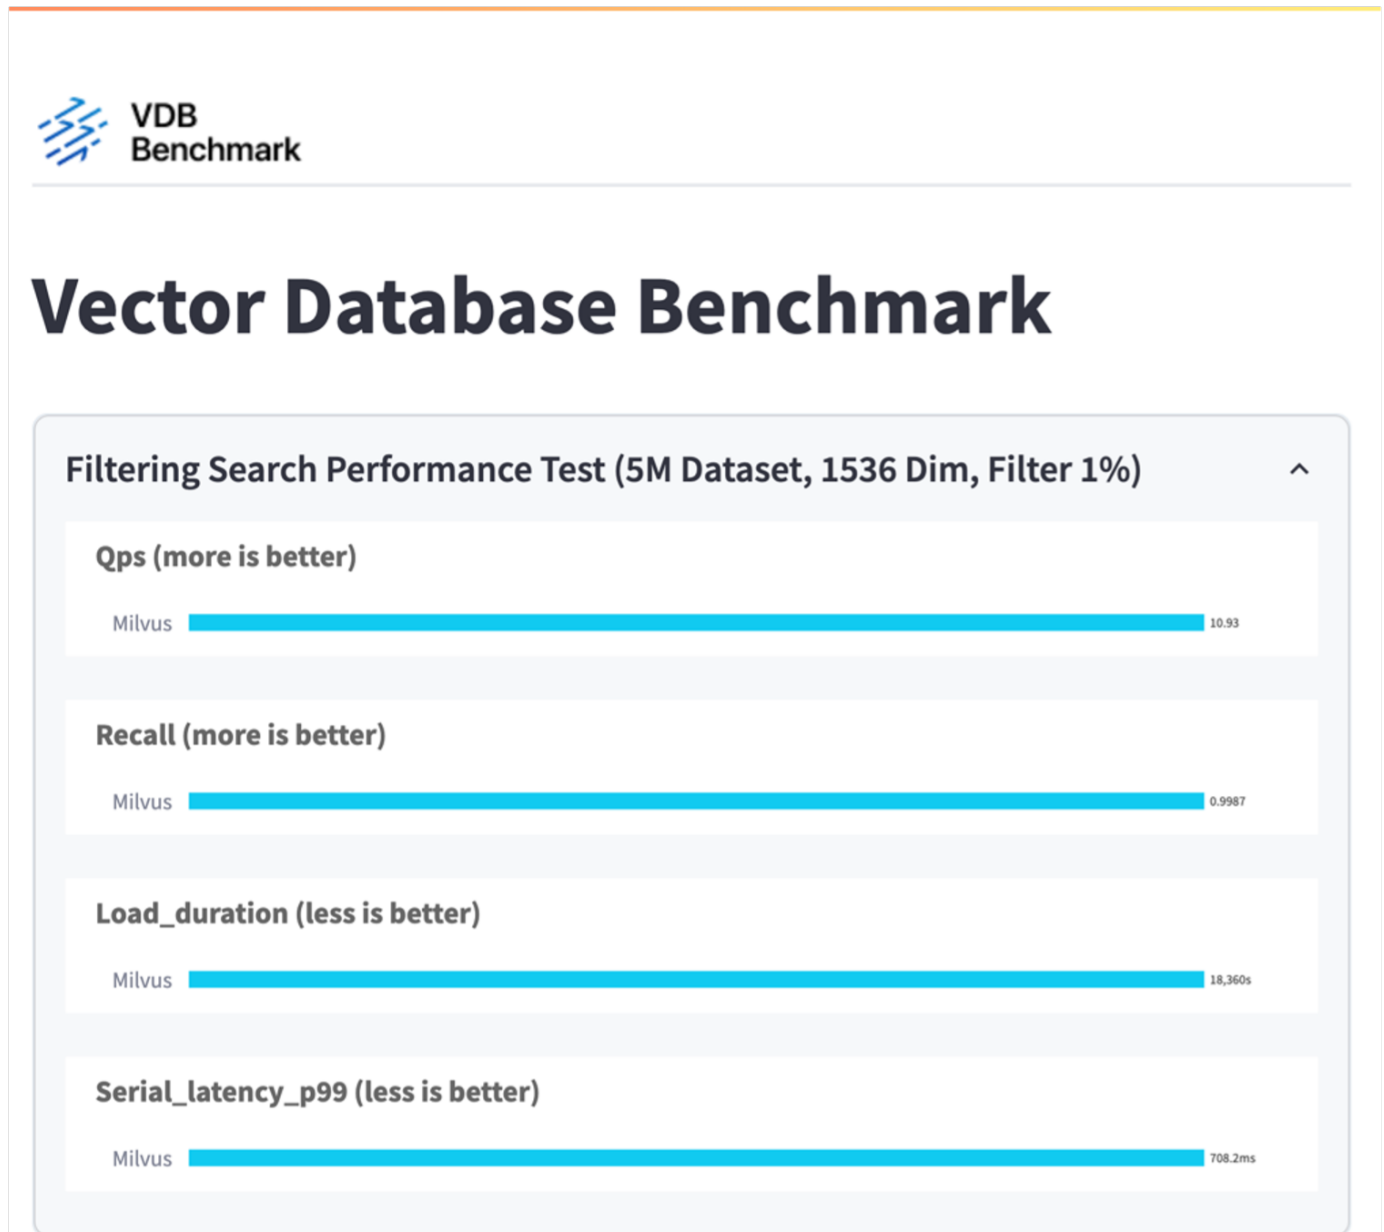 VDB
Benchmark
Vector Database Benchmark
Filtering Search Performance Test (5M Dataset, 1536 Dim, Filter 1%)
Qps (more is better)
Milvus
10.93
Recall (more is better)
Milvus
0.9987
Load_duration (less is better)
Milvus
18,360s
Serial_latency_p99 (less is better)
Milvus
708.2ms